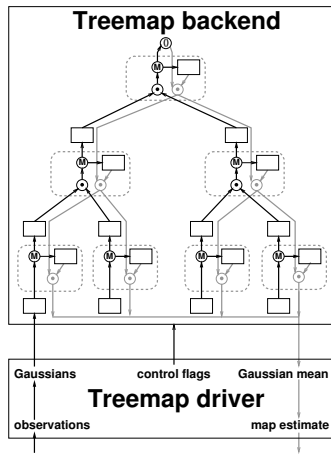 Treemap backend
()
M
M
M
M
M
M
M
Gaussians control flags Gaussian mean
Treemap driver
observations map estimate